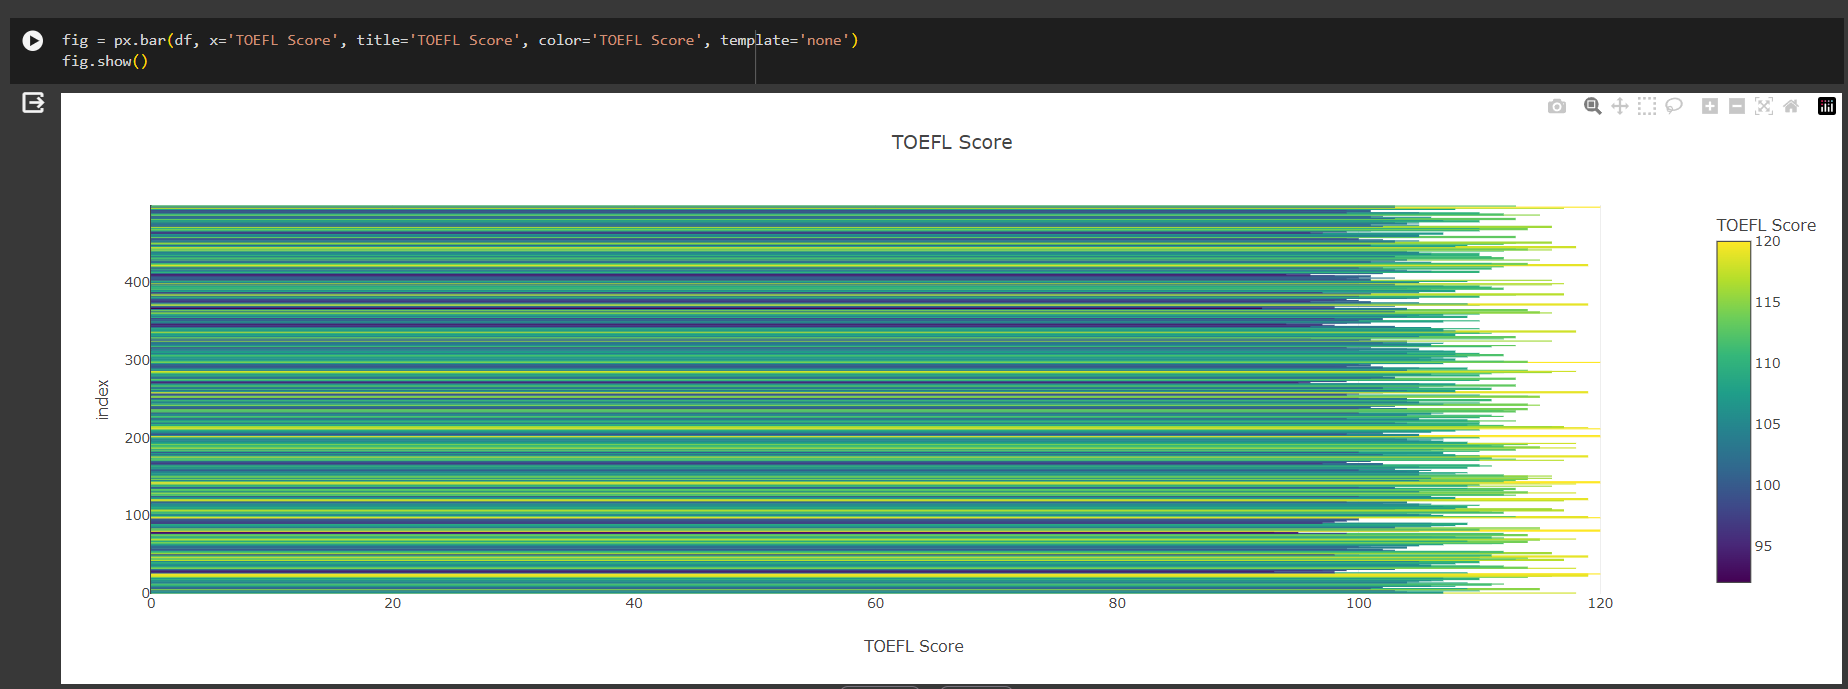 fig = px.bar(df, x='TOEFL Score', title='TOEFL Score', color='TOEFL Score', template='none')
fig.show()
TOEFL Score
TOEFL Score
120
115
110
105
100
95
index
400
300
200
100
0
0 20 40 60 80 100 120
TOEFL Score